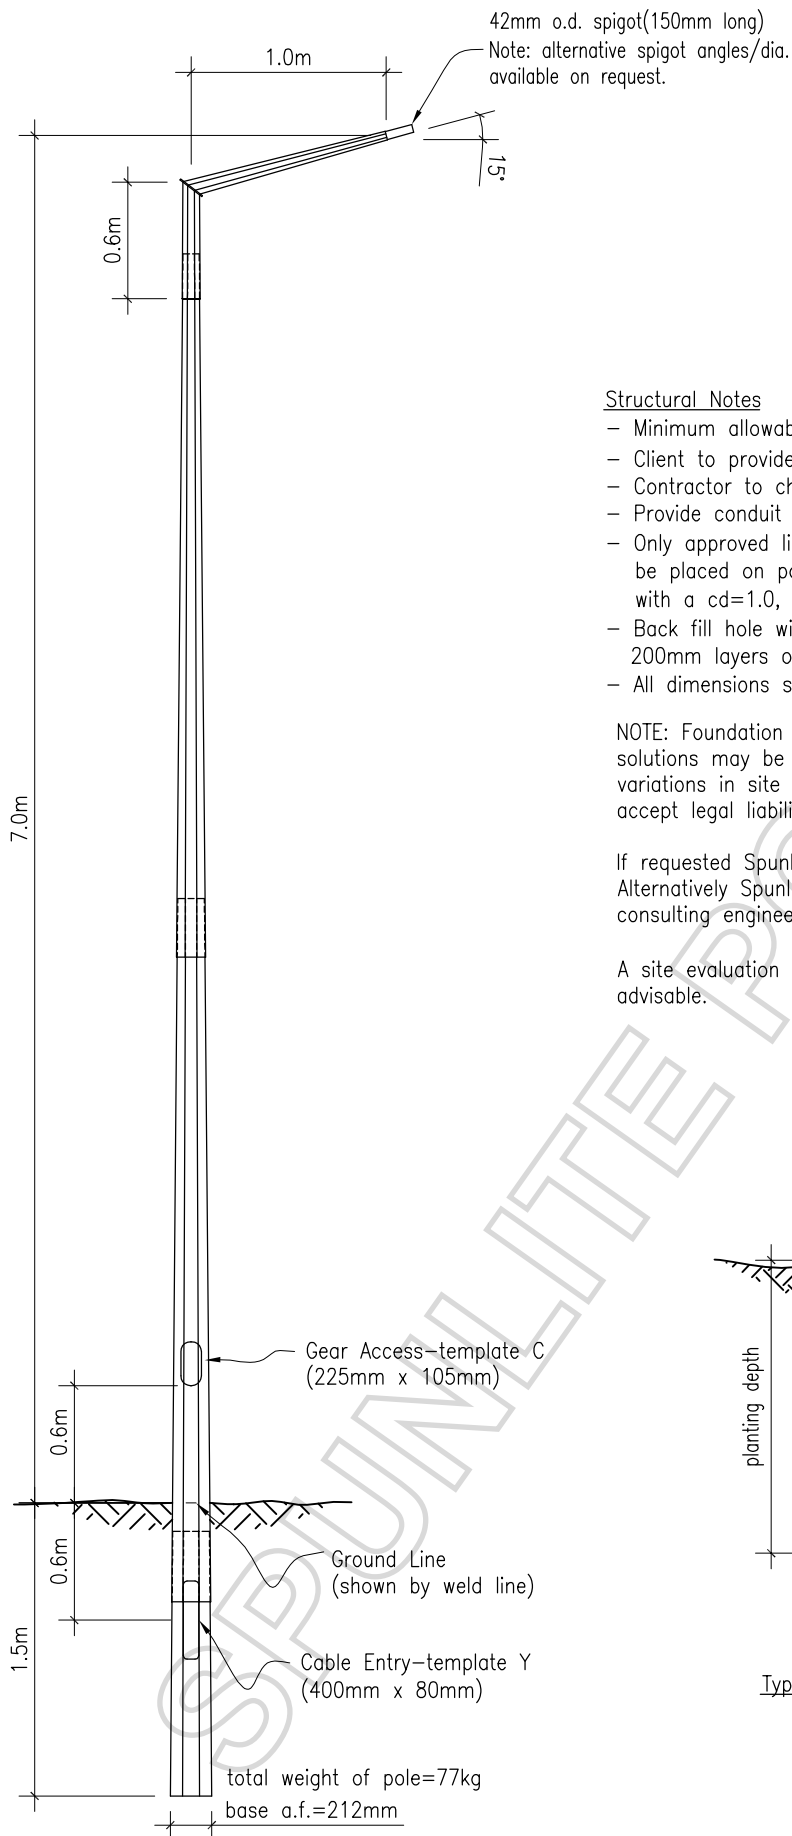 42mm o.d. spigot(150mm long)
Note: alternative spigot angles/dia.
available on request.
1.0m
15°
0.6m
Structural Notes
– Minimum allowab
– Client to provide
– Contractor to ch
– Provide conduit
– Only approved li
be placed on po
with a cd=1.0,
– Back fill hole wi
200mm layers o
– All dimensions s
NOTE: Foundation
solutions may be
variations in site
accept legal liabili
If requested Spunl
Alternatively Spunl
consulting enginee
A site evaluation
advisable.
7.0m
Gear Access–template C
(225mm x 105mm)
0.6m
planting depth
0.6m
Ground Line
(shown by weld line)
1.5m
Cable Entry–template Y
(400mm x 80mm)
Typ
total weight of pole=77kg
base a.f.=212mm
SPUNLITE PO